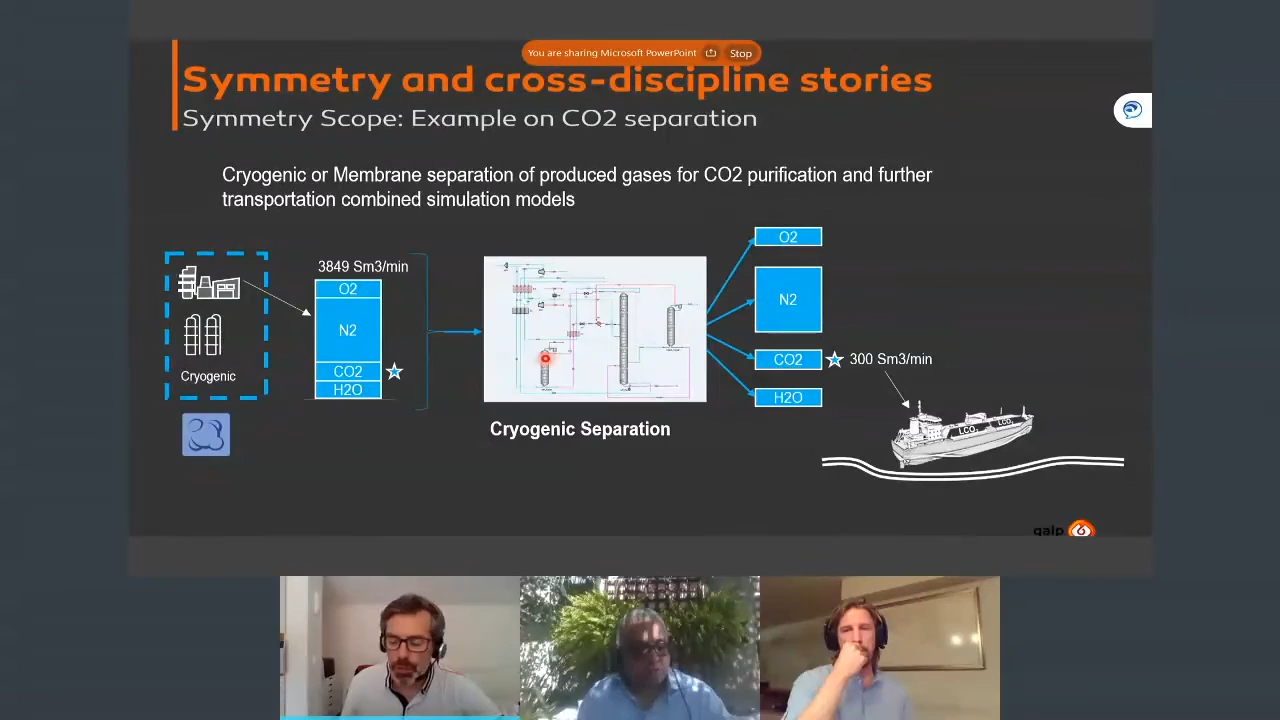 You are sharing Microsoft PowerPoint Stop
Symmetry and cross-discipline stories
Symmetry Scope: Example on CO2 separation
Cryogenic or Membrane separation of produced gases for CO2 purification and further
transportation combined simulation models
Cryogenic
3849 Sm3/min
O2
N2
CO2
H2O
Cryogenic Separation
O2
N2
CO2
300 Sm3/min
H2O
LCO2
LCO2
galp